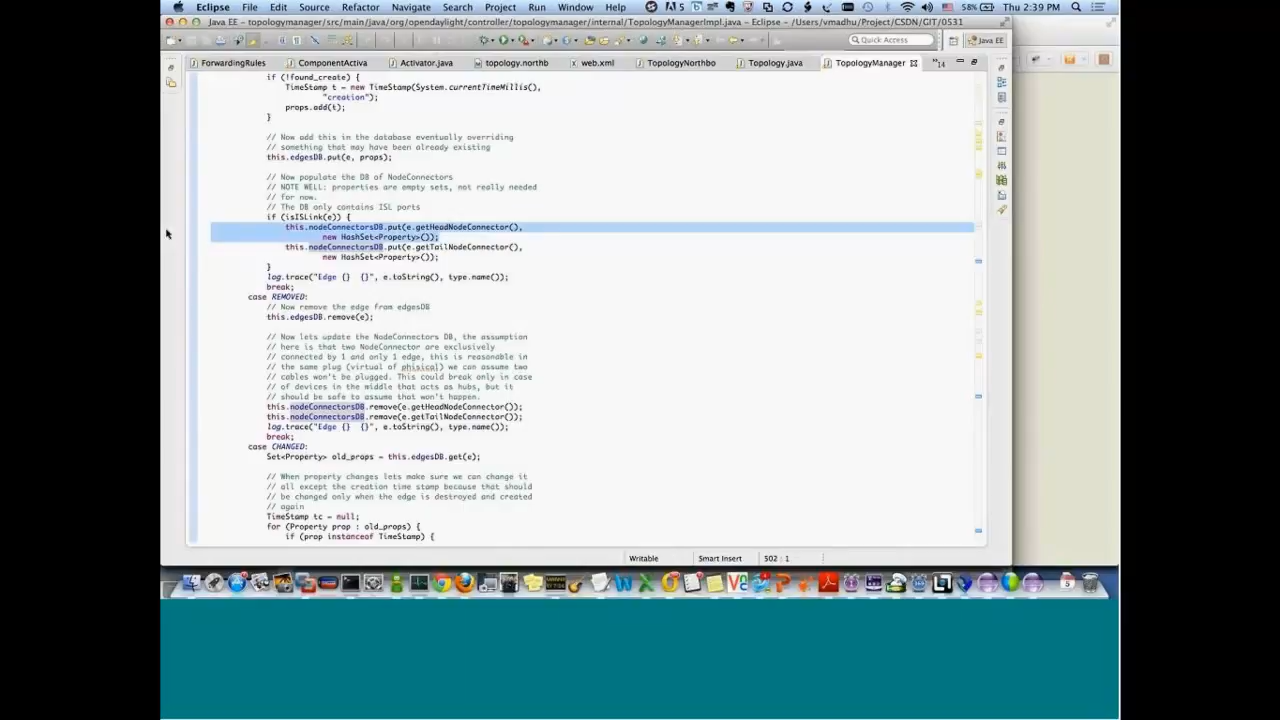 Eclipse File Edit Source Refactor Navigate Search Project Run Window Help 5 58% Thu 2:39 PM
Java EE – topologymanager/src/main/java/org/opendaylight/controller/topologymanager/internal/TopologyManagerImpl.java – Eclipse – /Users/vmadhu/Project/CSDN/GIT/0531
Quick Access Java EE
ForwardingRules ComponentActiva Activator.java topology.northb web.xml TopologyNorthbo Topology.java TopologyManager 14
if (!found_create) {
TimeStamp t = new TimeStamp(System.currentTimeMillis(),
"creation");
props.add(t);
}
// Now add this in the database eventually overriding
// something that may have been already existing
this.edgesDB.put(e, props);
// Now populate the DB of NodeConnectors
// NOTE WELL: properties are empty sets, not really needed
// for now.
// The DB only contains ISL ports
if (isISLink(e)) {
this.nodeConnectorsDB.put(e.getHeadNodeConnector(),
new HashSet<Property>());
this.nodeConnectorsDB.put(e.getTailNodeConnector(),
new HashSet<Property>());
}
log.trace("Edge {}  {}", e.toString(), type.name());
break;
case REMOVED:
// Now remove the edge from edgesDB
this.edgesDB.remove(e);
// Now lets update the NodeConnectors DB, the assumption
// here is that two NodeConnector are exclusively
// connected by 1 and only 1 edge, this is reasonable in
// the same plug (virtual of phisical) we can assume two
// cables won't be plugged. This could break only in case
// of devices in the middle that acts as hubs, but it
// should be safe to assume that won't happen.
this.nodeConnectorsDB.remove(e.getHeadNodeConnector());
this.nodeConnectorsDB.remove(e.getTailNodeConnector());
log.trace("Edge {}  {}", e.toString(), type.name());
break;
case CHANGED:
Set<Property> old_props = this.edgesDB.get(e);
// When property changes lets make sure we can change it
// all except the creation time stamp because that should
// be changed only when the edge is destroyed and created
// again
TimeStamp tc = null;
for (Property prop : old_props) {
if (prop instanceof TimeStamp) {
Writable Smart Insert 502 : 1